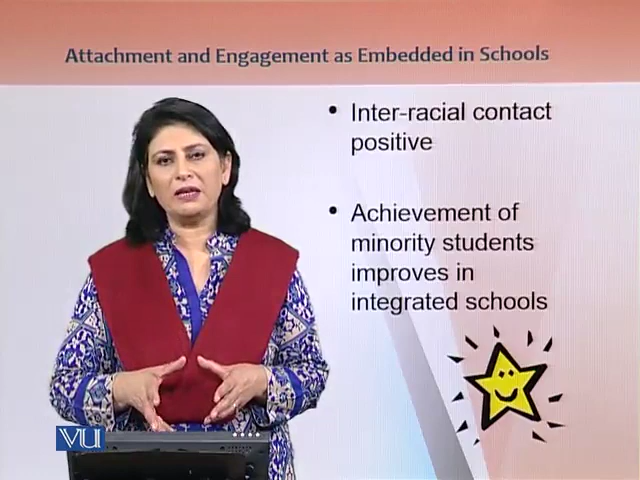 Attachment and Engagement as Embedded in Schools
• Inter-racial contact
positive
• Achievement of
minority students
improves in
integrated schools
VU